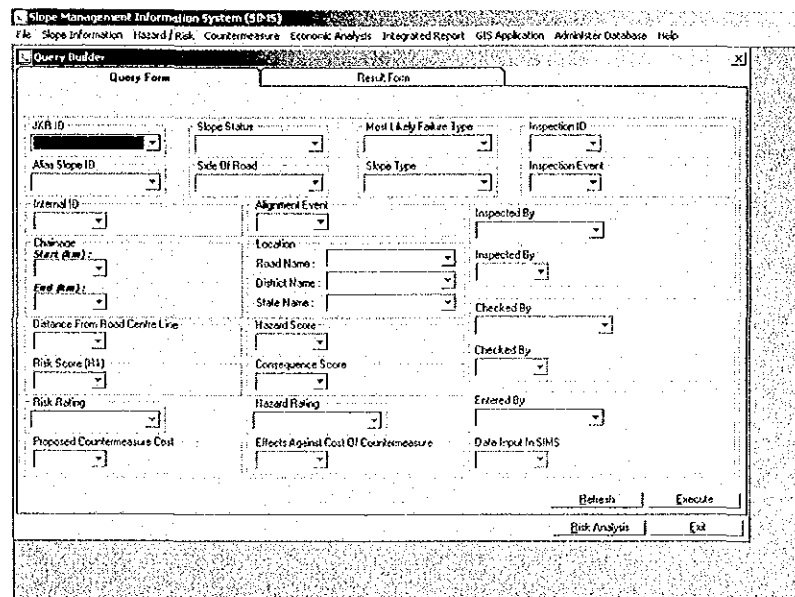 Slope Management Information System (SIMS)
File Slope Information Hazard / Risk Countermeasure Economic Analysis Integrated Report GIS Application Administer Database Help
Query Builder
Query Form Result Form
JKR ID Slope Status Most Likely Failure Type Inspection ID
Alias Slope ID Side Of Road Slope Type Inspection Event
Internal ID Alignment Event Inspected By
Chainage Location
Start (km) : Road Name : Inspected By
End (km) : District Name :
State Name : Checked By
Distance From Road Centre Line Hazard Score
Checked By
Risk Score (R1) Consequence Score
Risk Rating Hazard Rating Entered By
Proposed Countermeasure Cost Effects Against Cost Of Countermeasure Data Input In SIMS
Refresh Execute
Risk Analysis Exit